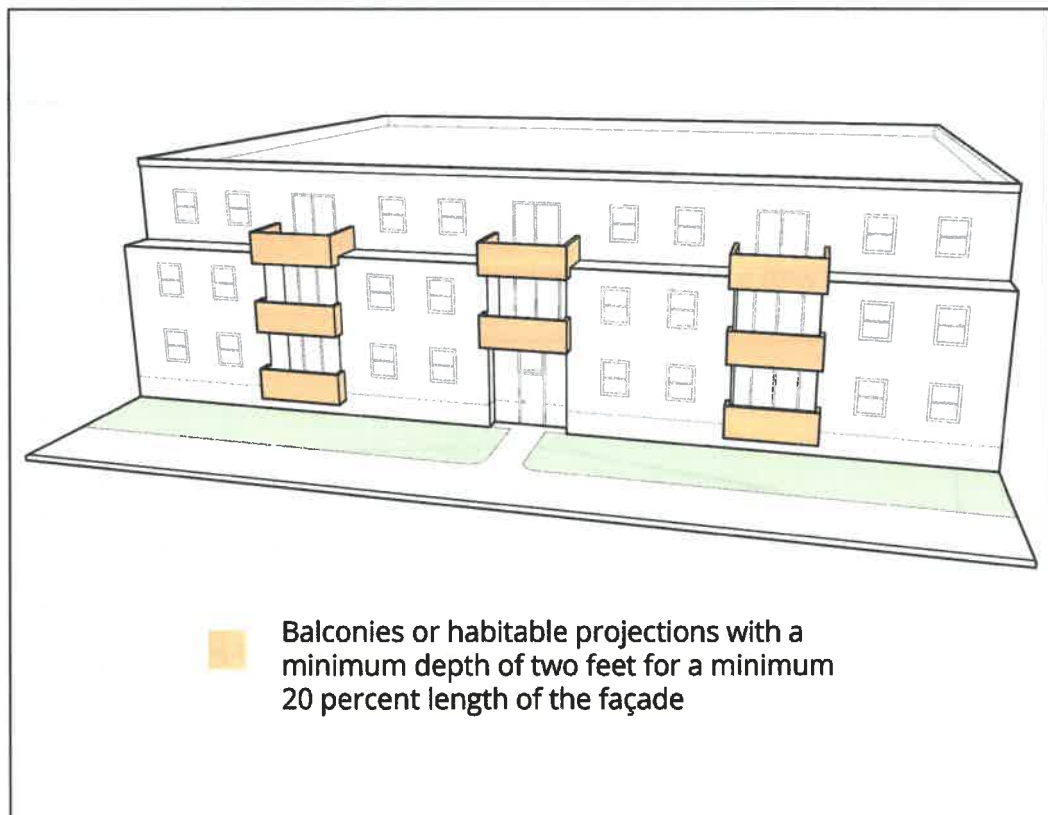 Balconies or habitable projections with a
minimum depth of two feet for a minimum
20 percent length of the façade